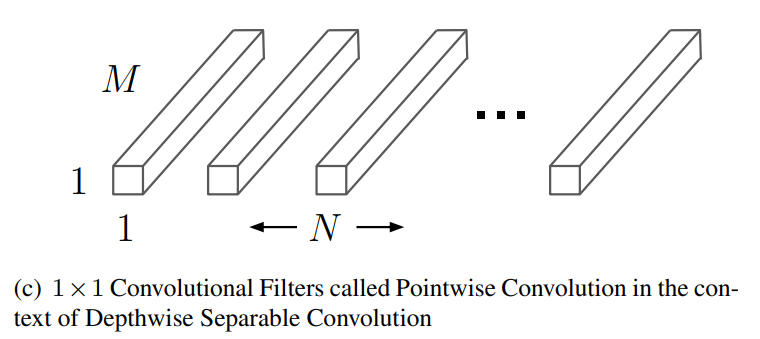 M
...
1
1
N
(c) 1 × 1 Convolutional Filters called Pointwise Convolution in the con-
text of Depthwise Separable Convolution